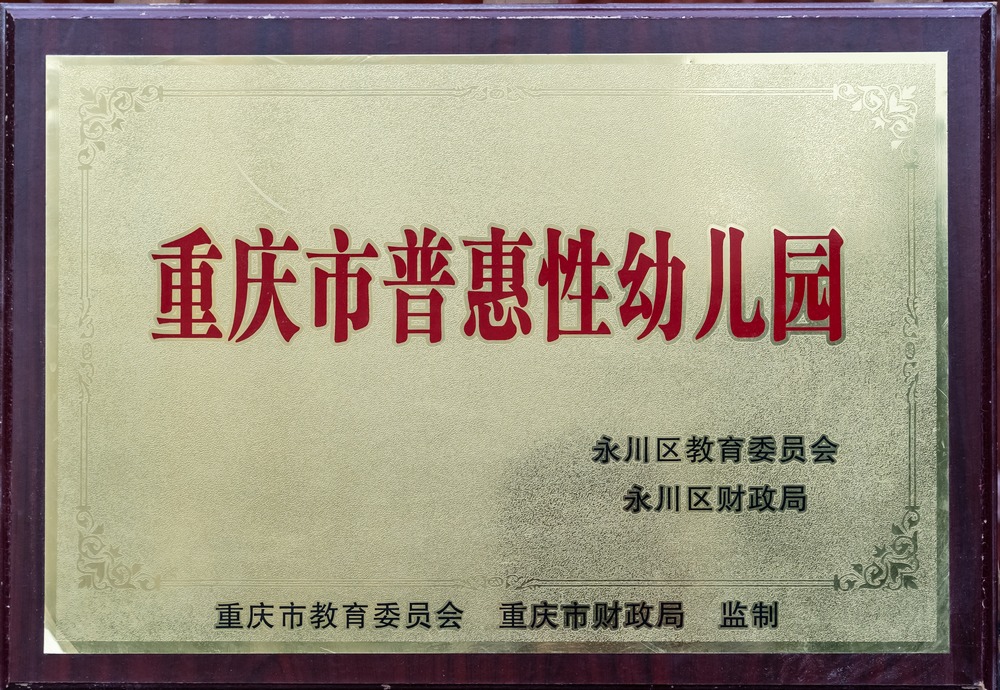 重庆市普惠性幼儿园
永川区教育委员会
永川区财政局
重庆市教育委员会 重庆市财政局 监制